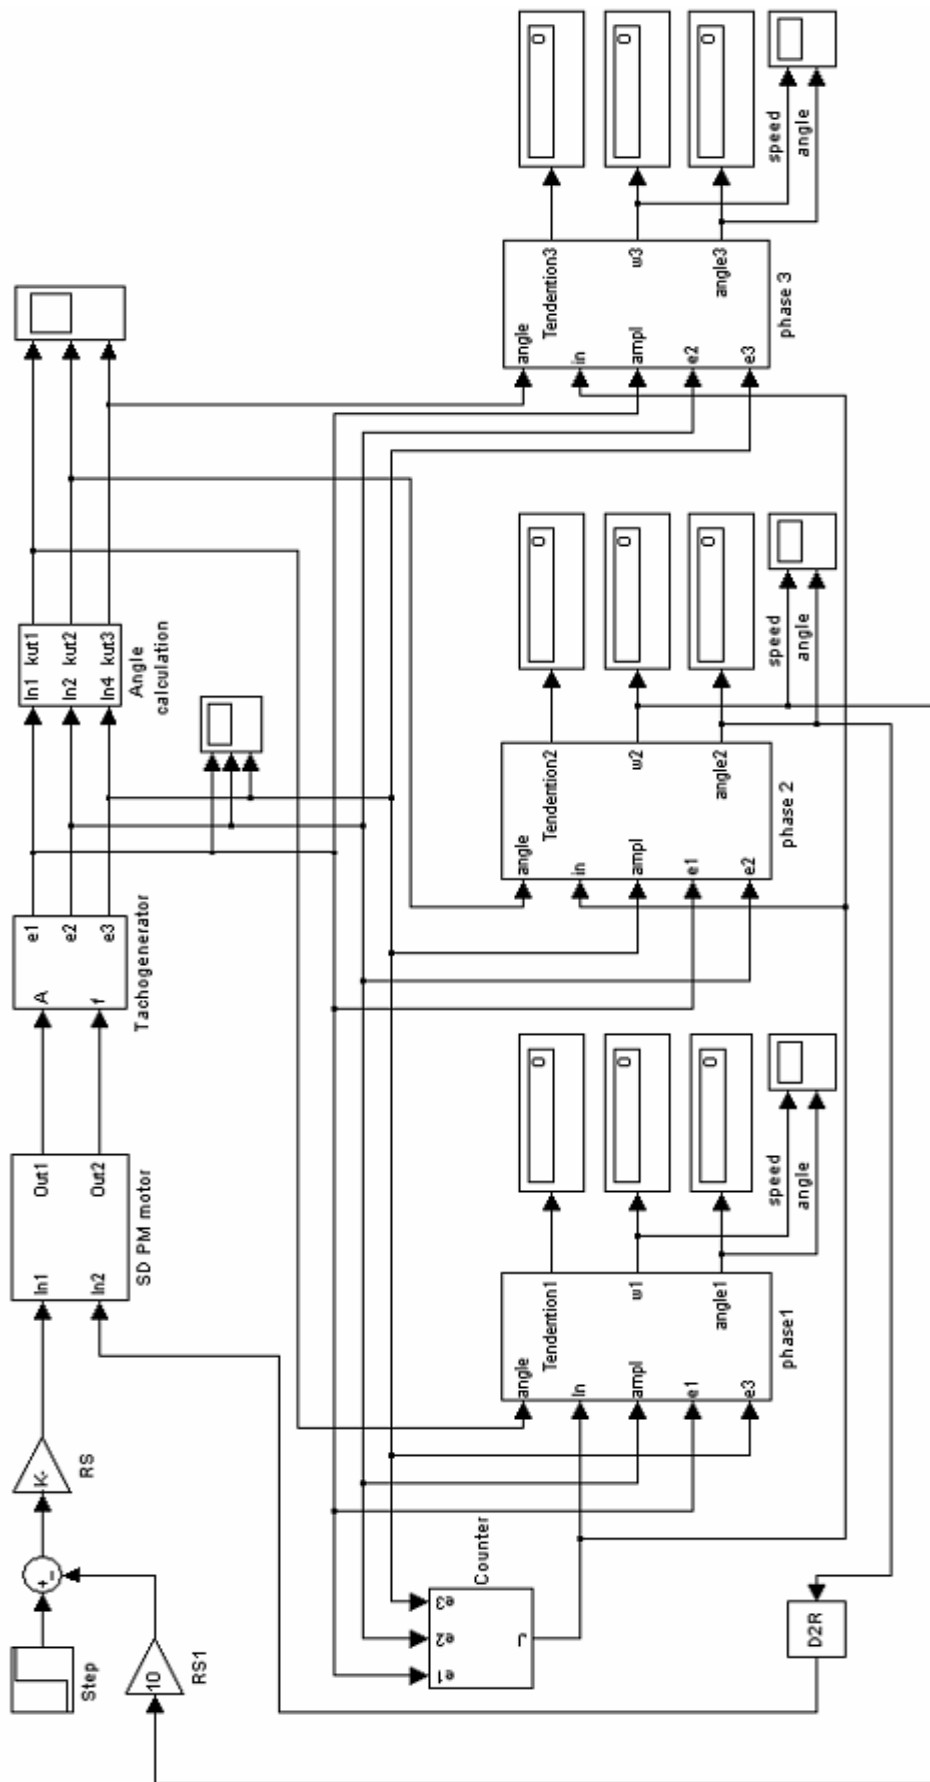 Step
RS1
10
+
-
K-
RS
In1
In2
Out1
Out2
SD PM motor
A
f
e1
e2
e3
Tachogenerator
In1 kut1
In2 kut2
In4 kut3
Angle
calculation
e1
e2
e3
Counter
angle
In
ampl
e1
e3
Tendention1
w1
angle1
phase1
0
0
0
speed
angle
angle
in
ampl
e1
e2
Tendention2
w2
angle2
phase 2
0
0
0
speed
angle
angle
in
ampl
e2
e3
Tendention3
w3
angle3
phase 3
0
0
0
speed
angle
D2R